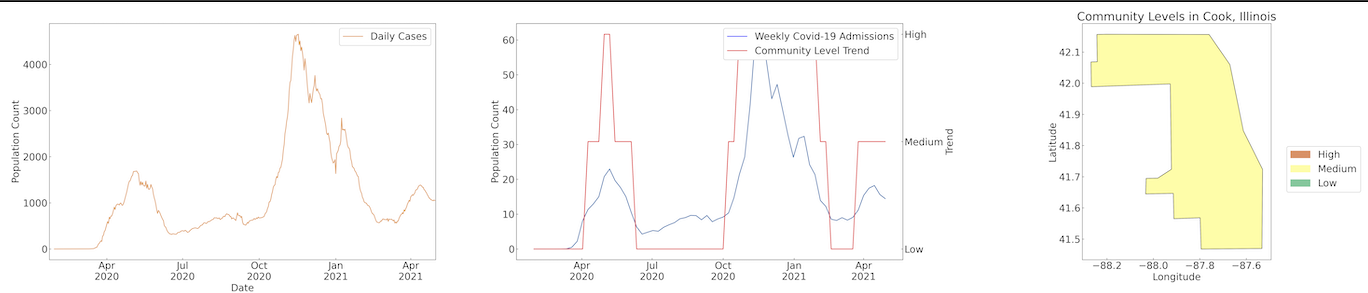 Daily Cases
4000
3000
2000
1000
0
Population Count
Apr
2020
Jul
2020
Oct
2020
Jan
2021
Apr
2021
Date
Weekly Covid-19 Admissions
Community Level Trend
60
50
40
30
20
10
0
Population Count
High
Medium
Low
Trend
Apr
2020
Jul
2020
Oct
2020
Jan
2021
Apr
2021
Community Levels in Cook, Illinois
42.1
42.0
41.9
41.8
41.7
41.6
41.5
Latitude
−88.2 −88.0 −87.8 −87.6
Longitude
High
Medium
Low